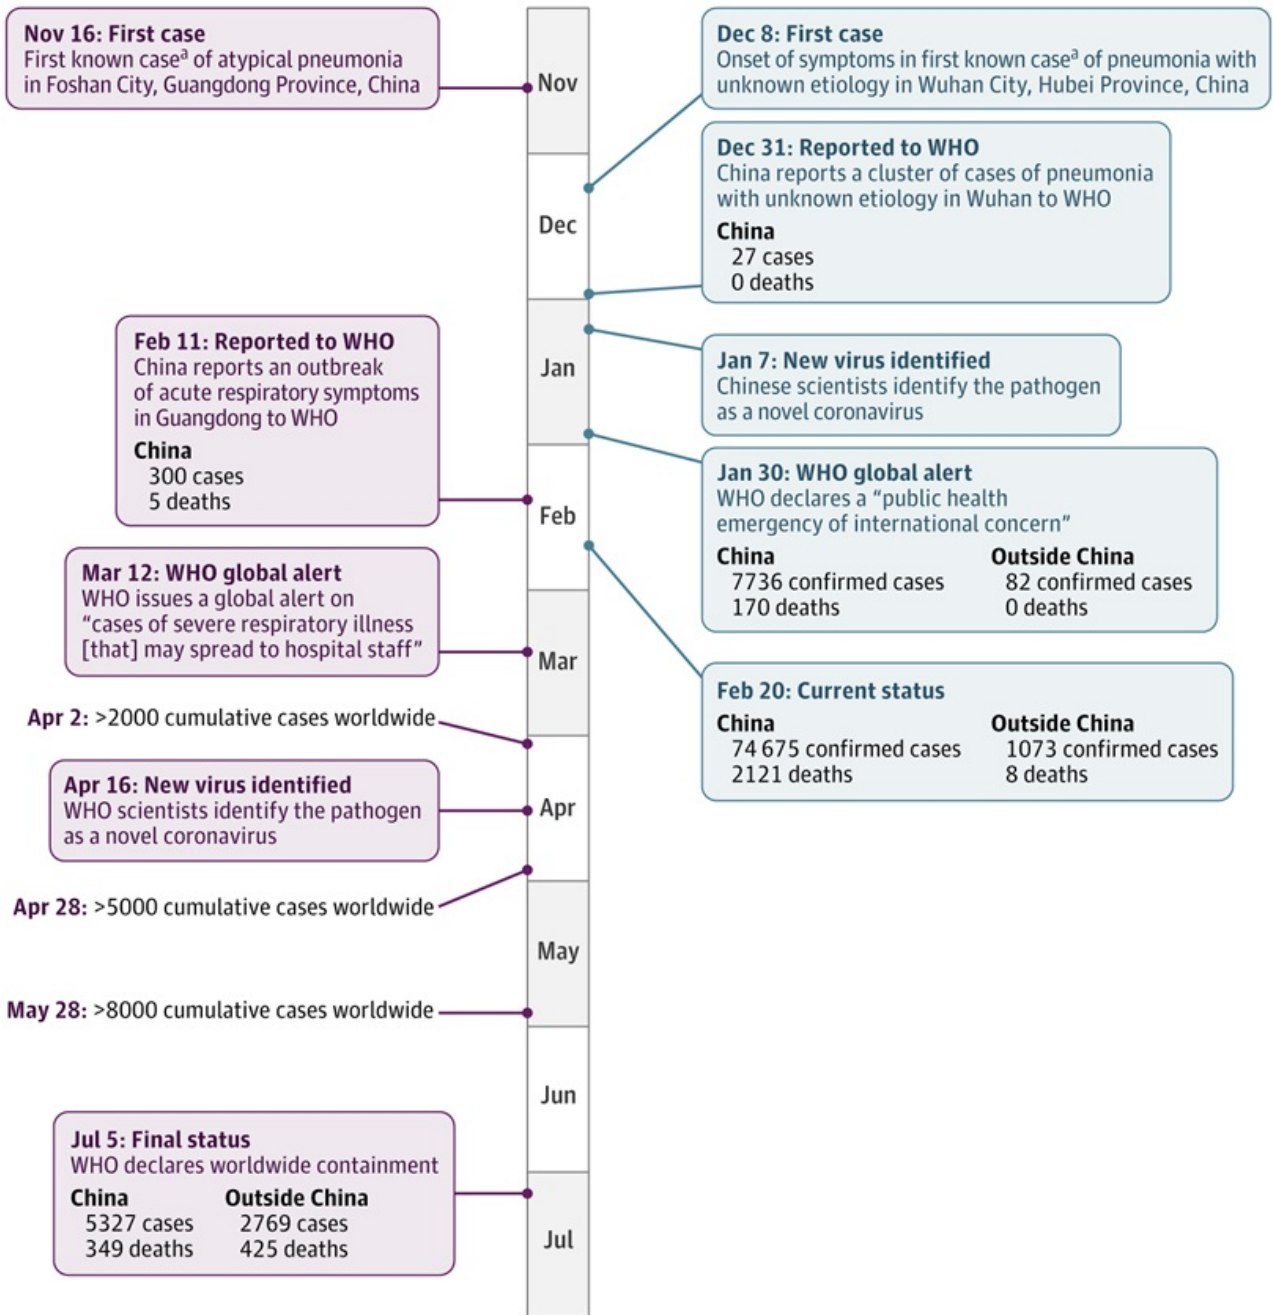 Nov 16: First case
First known caseª of atypical pneumonia
in Foshan City, Guangdong Province, China
Feb 11: Reported to WHO
China reports an outbreak
of acute respiratory symptoms
in Guangdong to WHO
China
300 cases
5 deaths
Mar 12: WHO global alert
WHO issues a global alert on
“cases of severe respiratory illness
[that] may spread to hospital staff”
Apr 2: >2000 cumulative cases worldwide
Apr 16: New virus identified
WHO scientists identify the pathogen
as a novel coronavirus
Apr 28: >5000 cumulative cases worldwide
May 28: >8000 cumulative cases worldwide
Jul 5: Final status
WHO declares worldwide containment
China Outside China
5327 cases 2769 cases
349 deaths 425 deaths
Nov
Dec
Jan
Feb
Mar
Apr
May
Jun
Jul
Dec 8: First case
Onset of symptoms in first known caseª of pneumonia with
unknown etiology in Wuhan City, Hubei Province, China
Dec 31: Reported to WHO
China reports a cluster of cases of pneumonia
with unknown etiology in Wuhan to WHO
China
27 cases
0 deaths
Jan 7: New virus identified
Chinese scientists identify the pathogen
as a novel coronavirus
Jan 30: WHO global alert
WHO declares a “public health
emergency of international concern”
China Outside China
7736 confirmed cases 82 confirmed cases
170 deaths 0 deaths
Feb 20: Current status
China Outside China
74 675 confirmed cases 1073 confirmed cases
2121 deaths 8 deaths